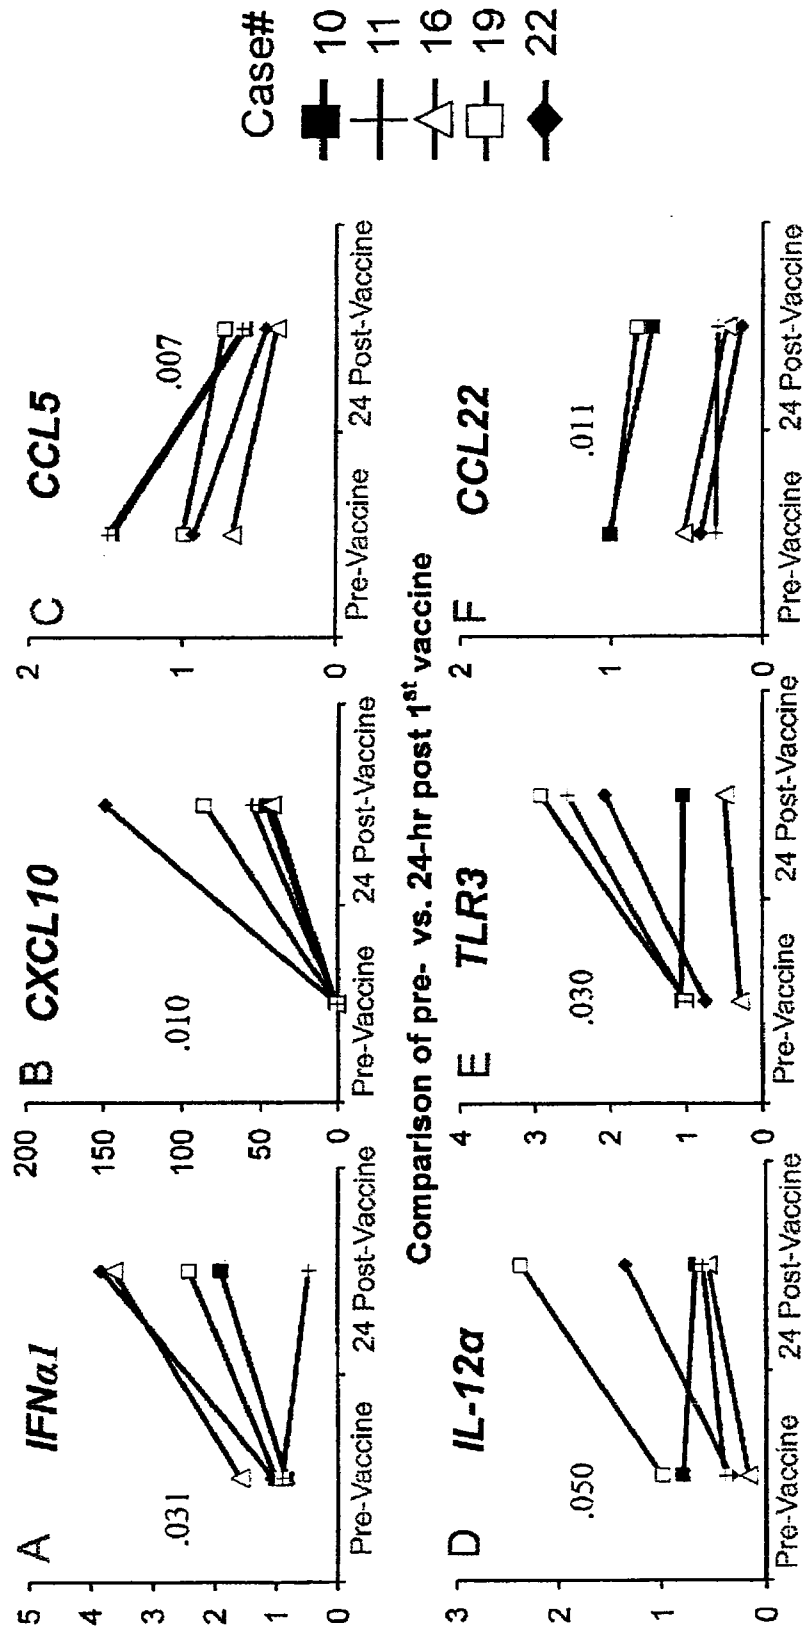 A IFNα1
5
4
3
2
1
0
.031
Pre-Vaccine 24 Post-Vaccine
B CXCL10
200
150
100
50
0
.010
Pre-Vaccine 24 Post-Vaccine
C CCL5
2
1
0
.007
Pre-Vaccine 24 Post-Vaccine
Comparison of pre- vs. 24-hr post 1st vaccine
D IL-12α
3
2
1
0
.050
Pre-Vaccine 24 Post-Vaccine
E TLR3
4
3
2
1
0
.030
Pre-Vaccine 24 Post-Vaccine
F CCL22
2
1
0
.011
Pre-Vaccine 24 Post-Vaccine
Case#
10
11
16
19
22